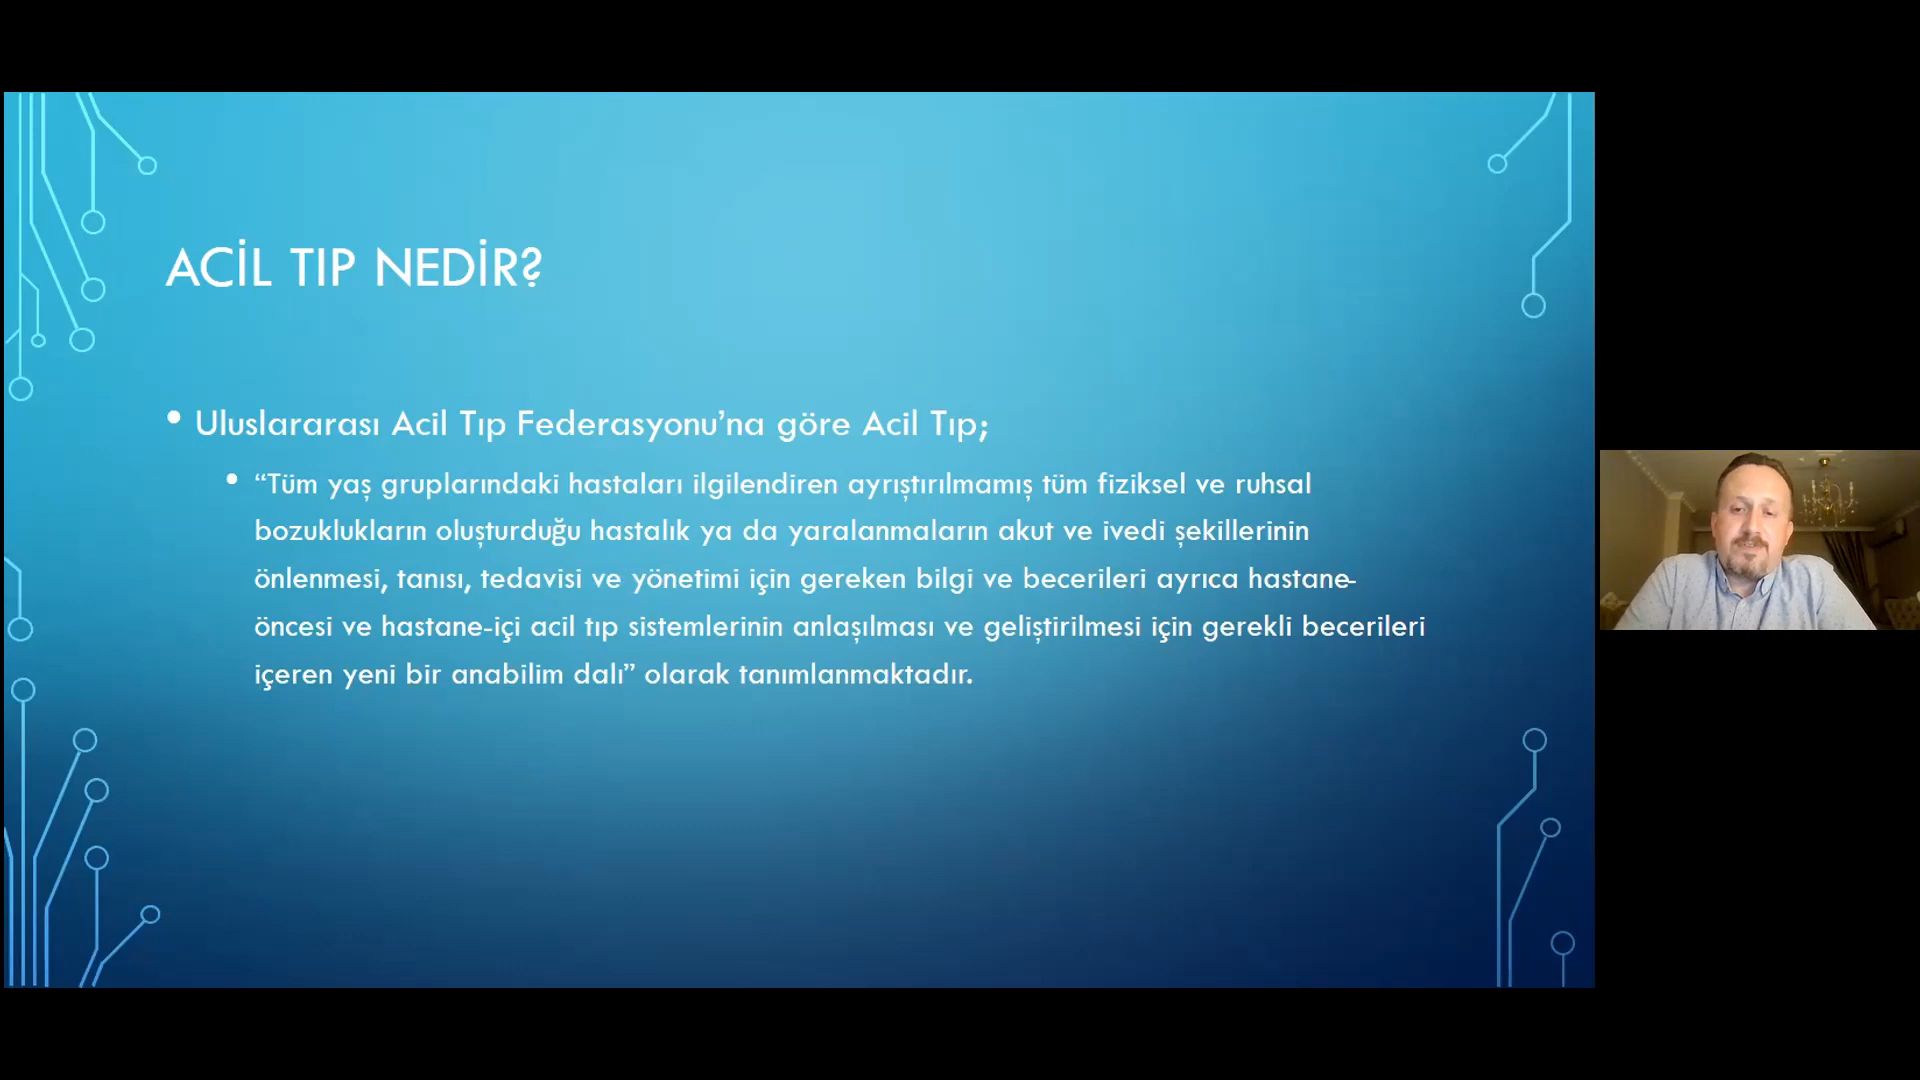 ACİL TIP NEDİR?
• Uluslararası Acil Tıp Federasyonu’na göre Acil Tıp;
• “Tüm yaş gruplarındaki hastaları ilgilendiren ayrıştırılmamış tüm fiziksel ve ruhsal
bozuklukların oluşturduğu hastalık ya da yaralanmaların akut ve ivedi şekillerinin
önlenmesi, tanısı, tedavisi ve yönetimi için gereken bilgi ve becerileri ayrıca hastane-
öncesi ve hastane-içi acil tıp sistemlerinin anlaşılması ve geliştirilmesi için gerekli becerileri
içeren yeni bir anabilim dalı” olarak tanımlanmaktadır.